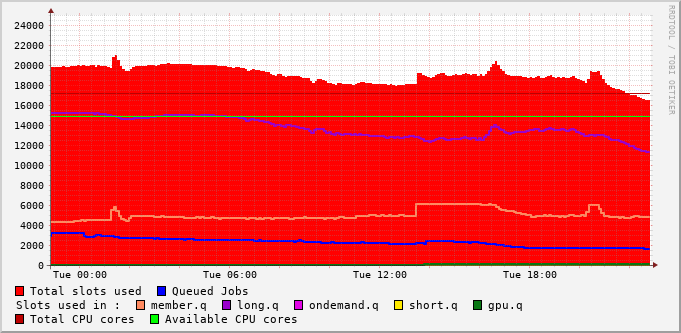 24000
22000
20000
18000
16000
14000
12000
10000
8000
6000
4000
2000
0
Tue 00:00 Tue 06:00 Tue 12:00 Tue 18:00
RRDTOOL / TOBI OETIKER
Total slots used Queued Jobs
Slots used in : member.q long.q ondemand.q short.q gpu.q
Total CPU cores Available CPU cores